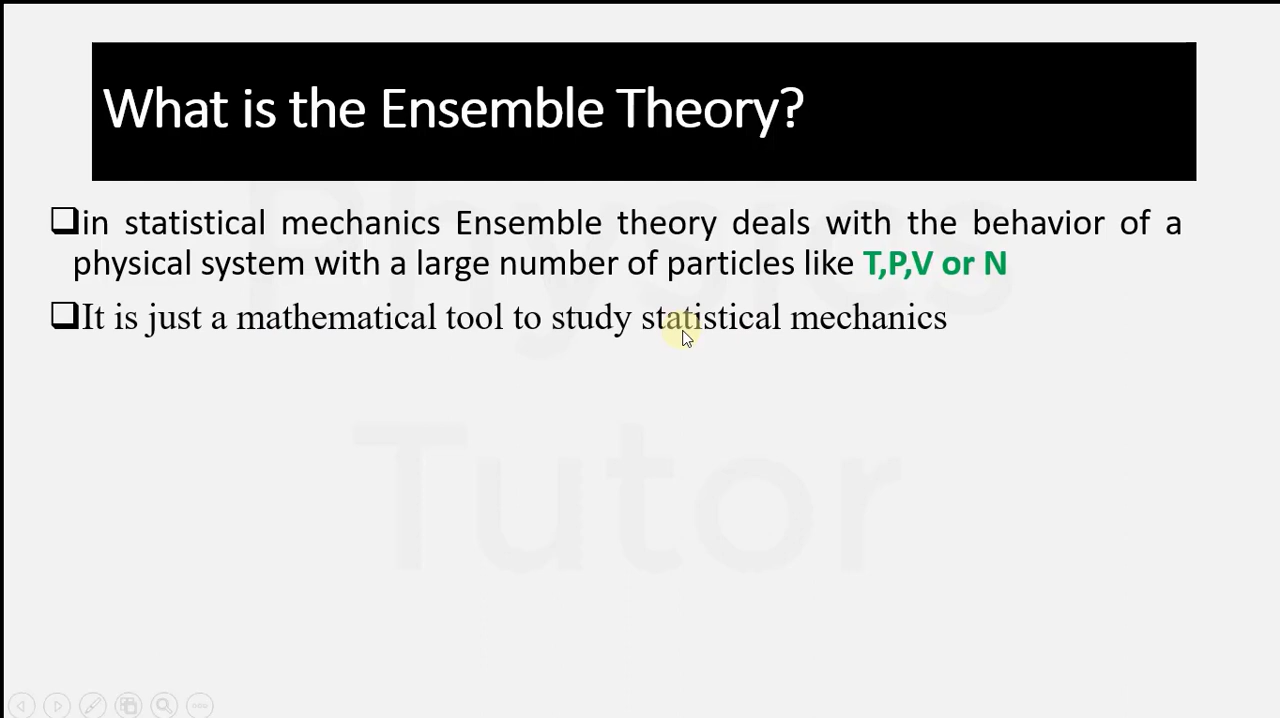 What is the Ensemble Theory?
in statistical mechanics Ensemble theory deals with the behavior of a
physical system with a large number of particles like T,P,V or N
It is just a mathematical tool to study statistical mechanics
Physics
Tutor